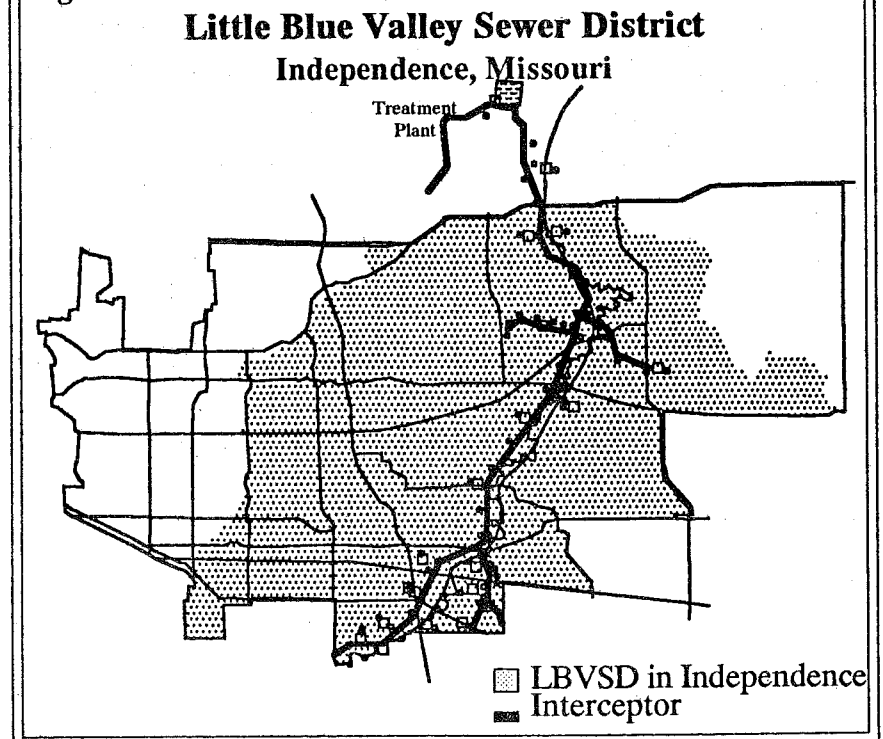 Little Blue Valley Sewer District
Independence, Missouri
Treatment
Plant
LBVSD in Independence
Interceptor